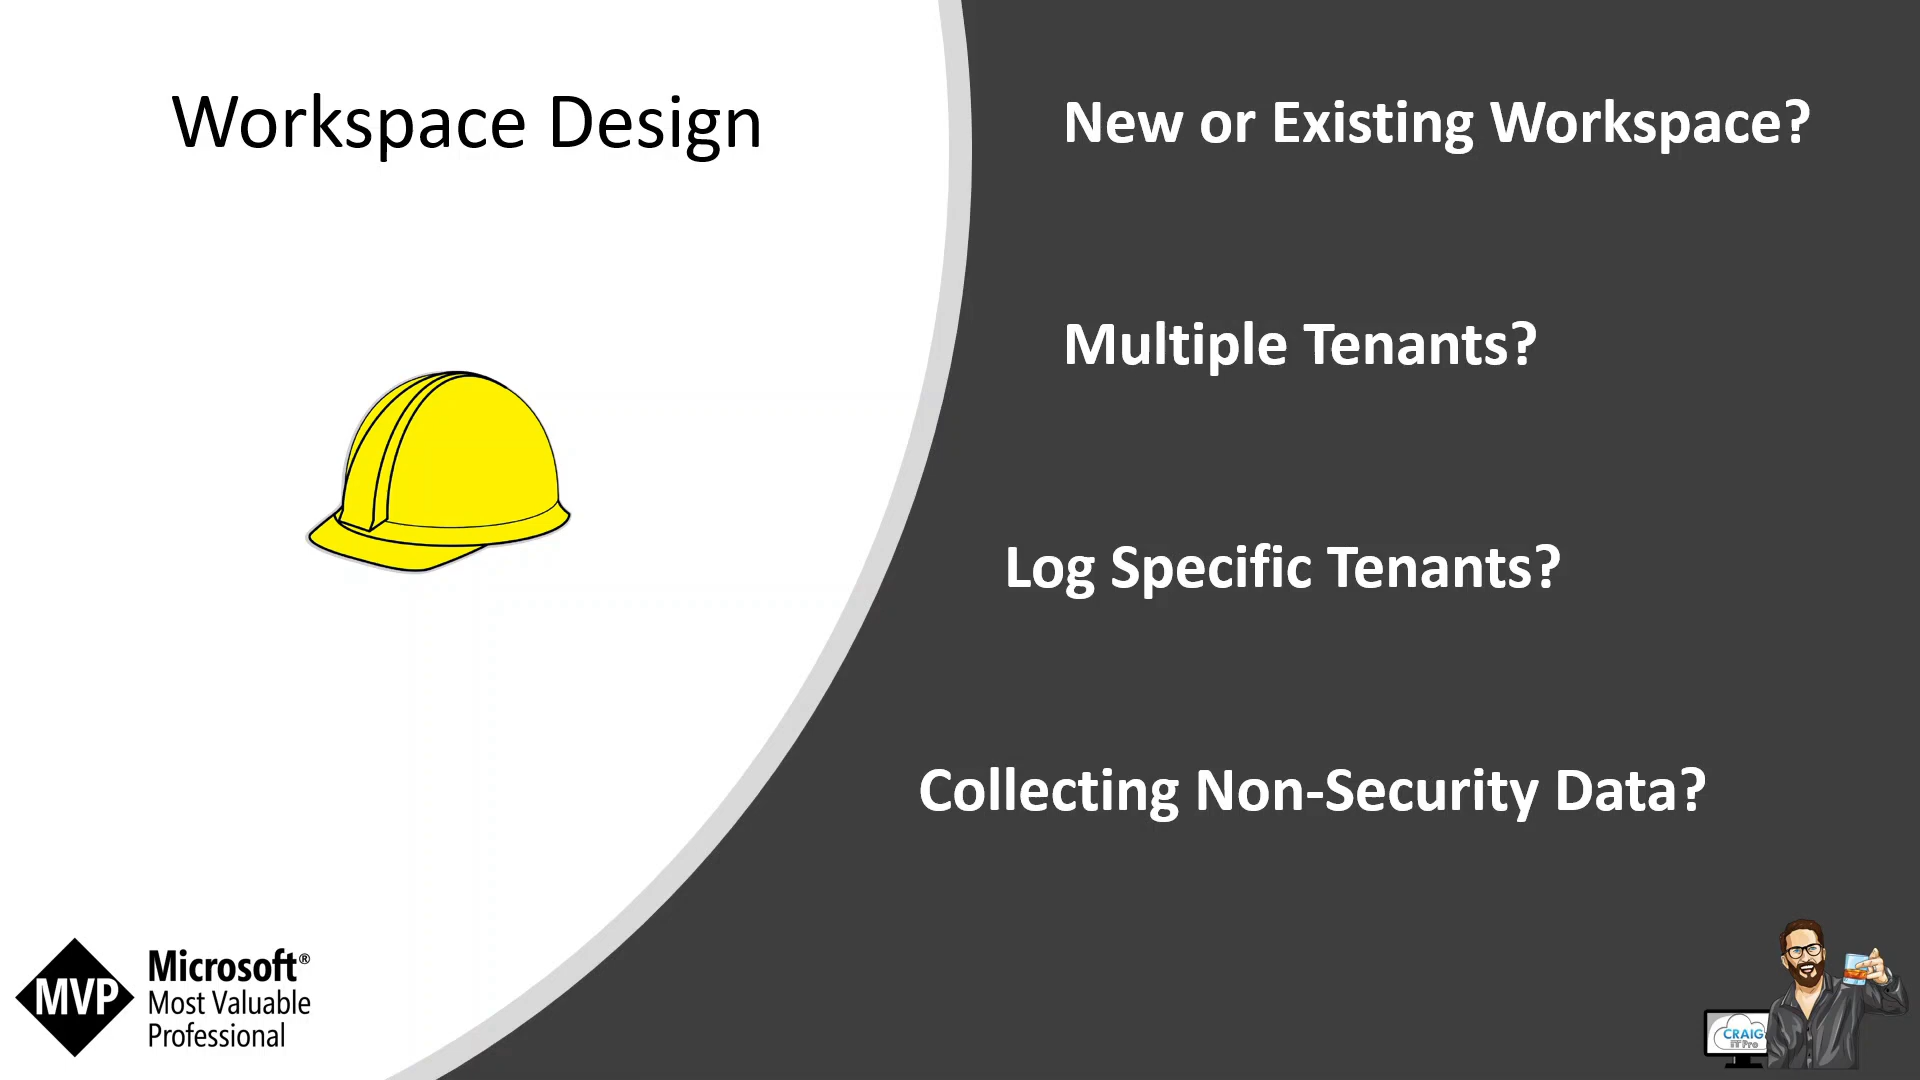 Workspace Design
New or Existing Workspace?
Multiple Tenants?
Log Specific Tenants?
Collecting Non-Security Data?
MVP
Microsoft®
Most Valuable
Professional
CRAIG
IT Pro